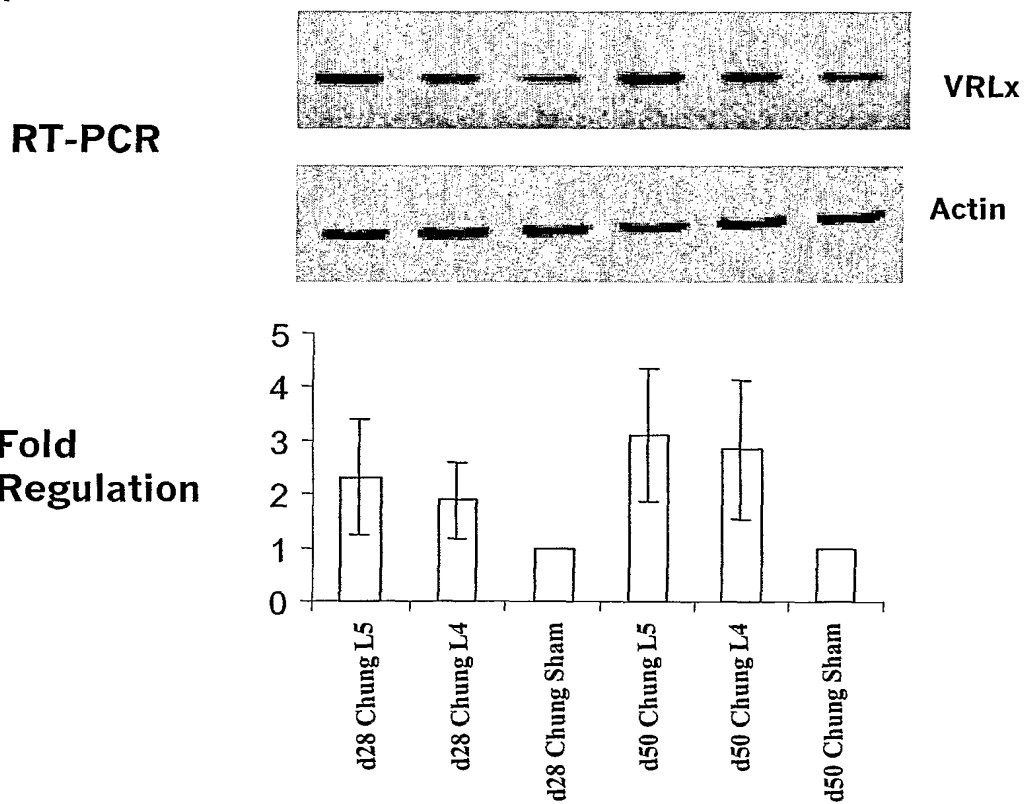 VRLx
RT-PCR
Actin
Fold
Regulation
5
4
3
2
1
0
d28 Chung L5
d28 Chung L4
d28 Chung Sham
d50 Chung L5
d50 Chung L4
d50 Chung Sham